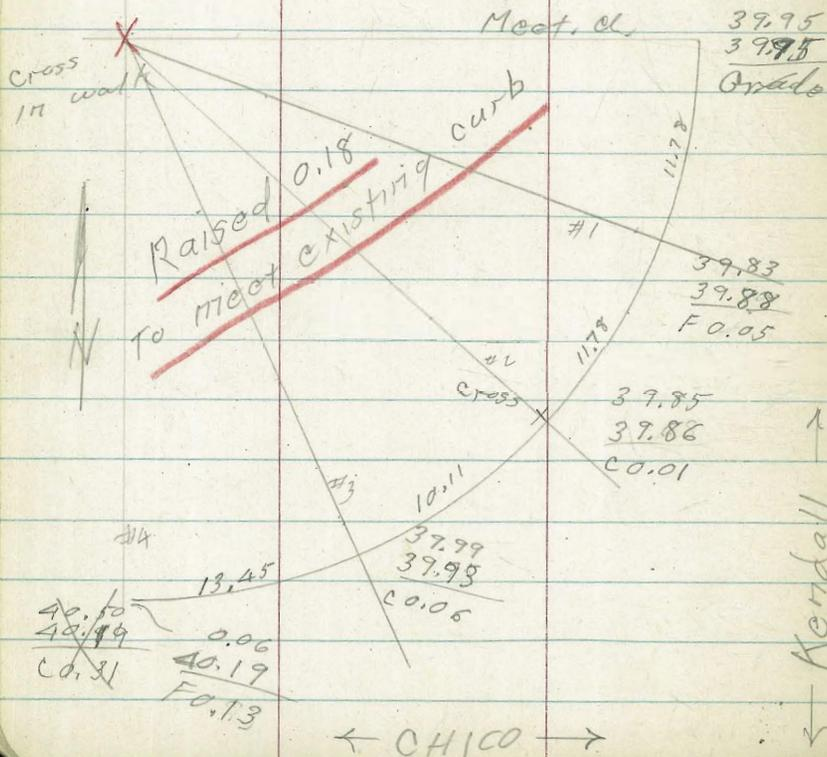 Meet. d.
39.95
39.95
Grade
Cross
in walk
11.78
Raised 0.18
To meet existing curb
#1
39.83
39.88
F 0.05
N
11.78
#2
Cross
39.85
39.86
C 0.01
#3
10.11
39.99
39.93
C 0.06
#4
13.45
40.50
40.19
C 0.31
0.06
40.19
F 0.13
← Kendall →
← CHICO →